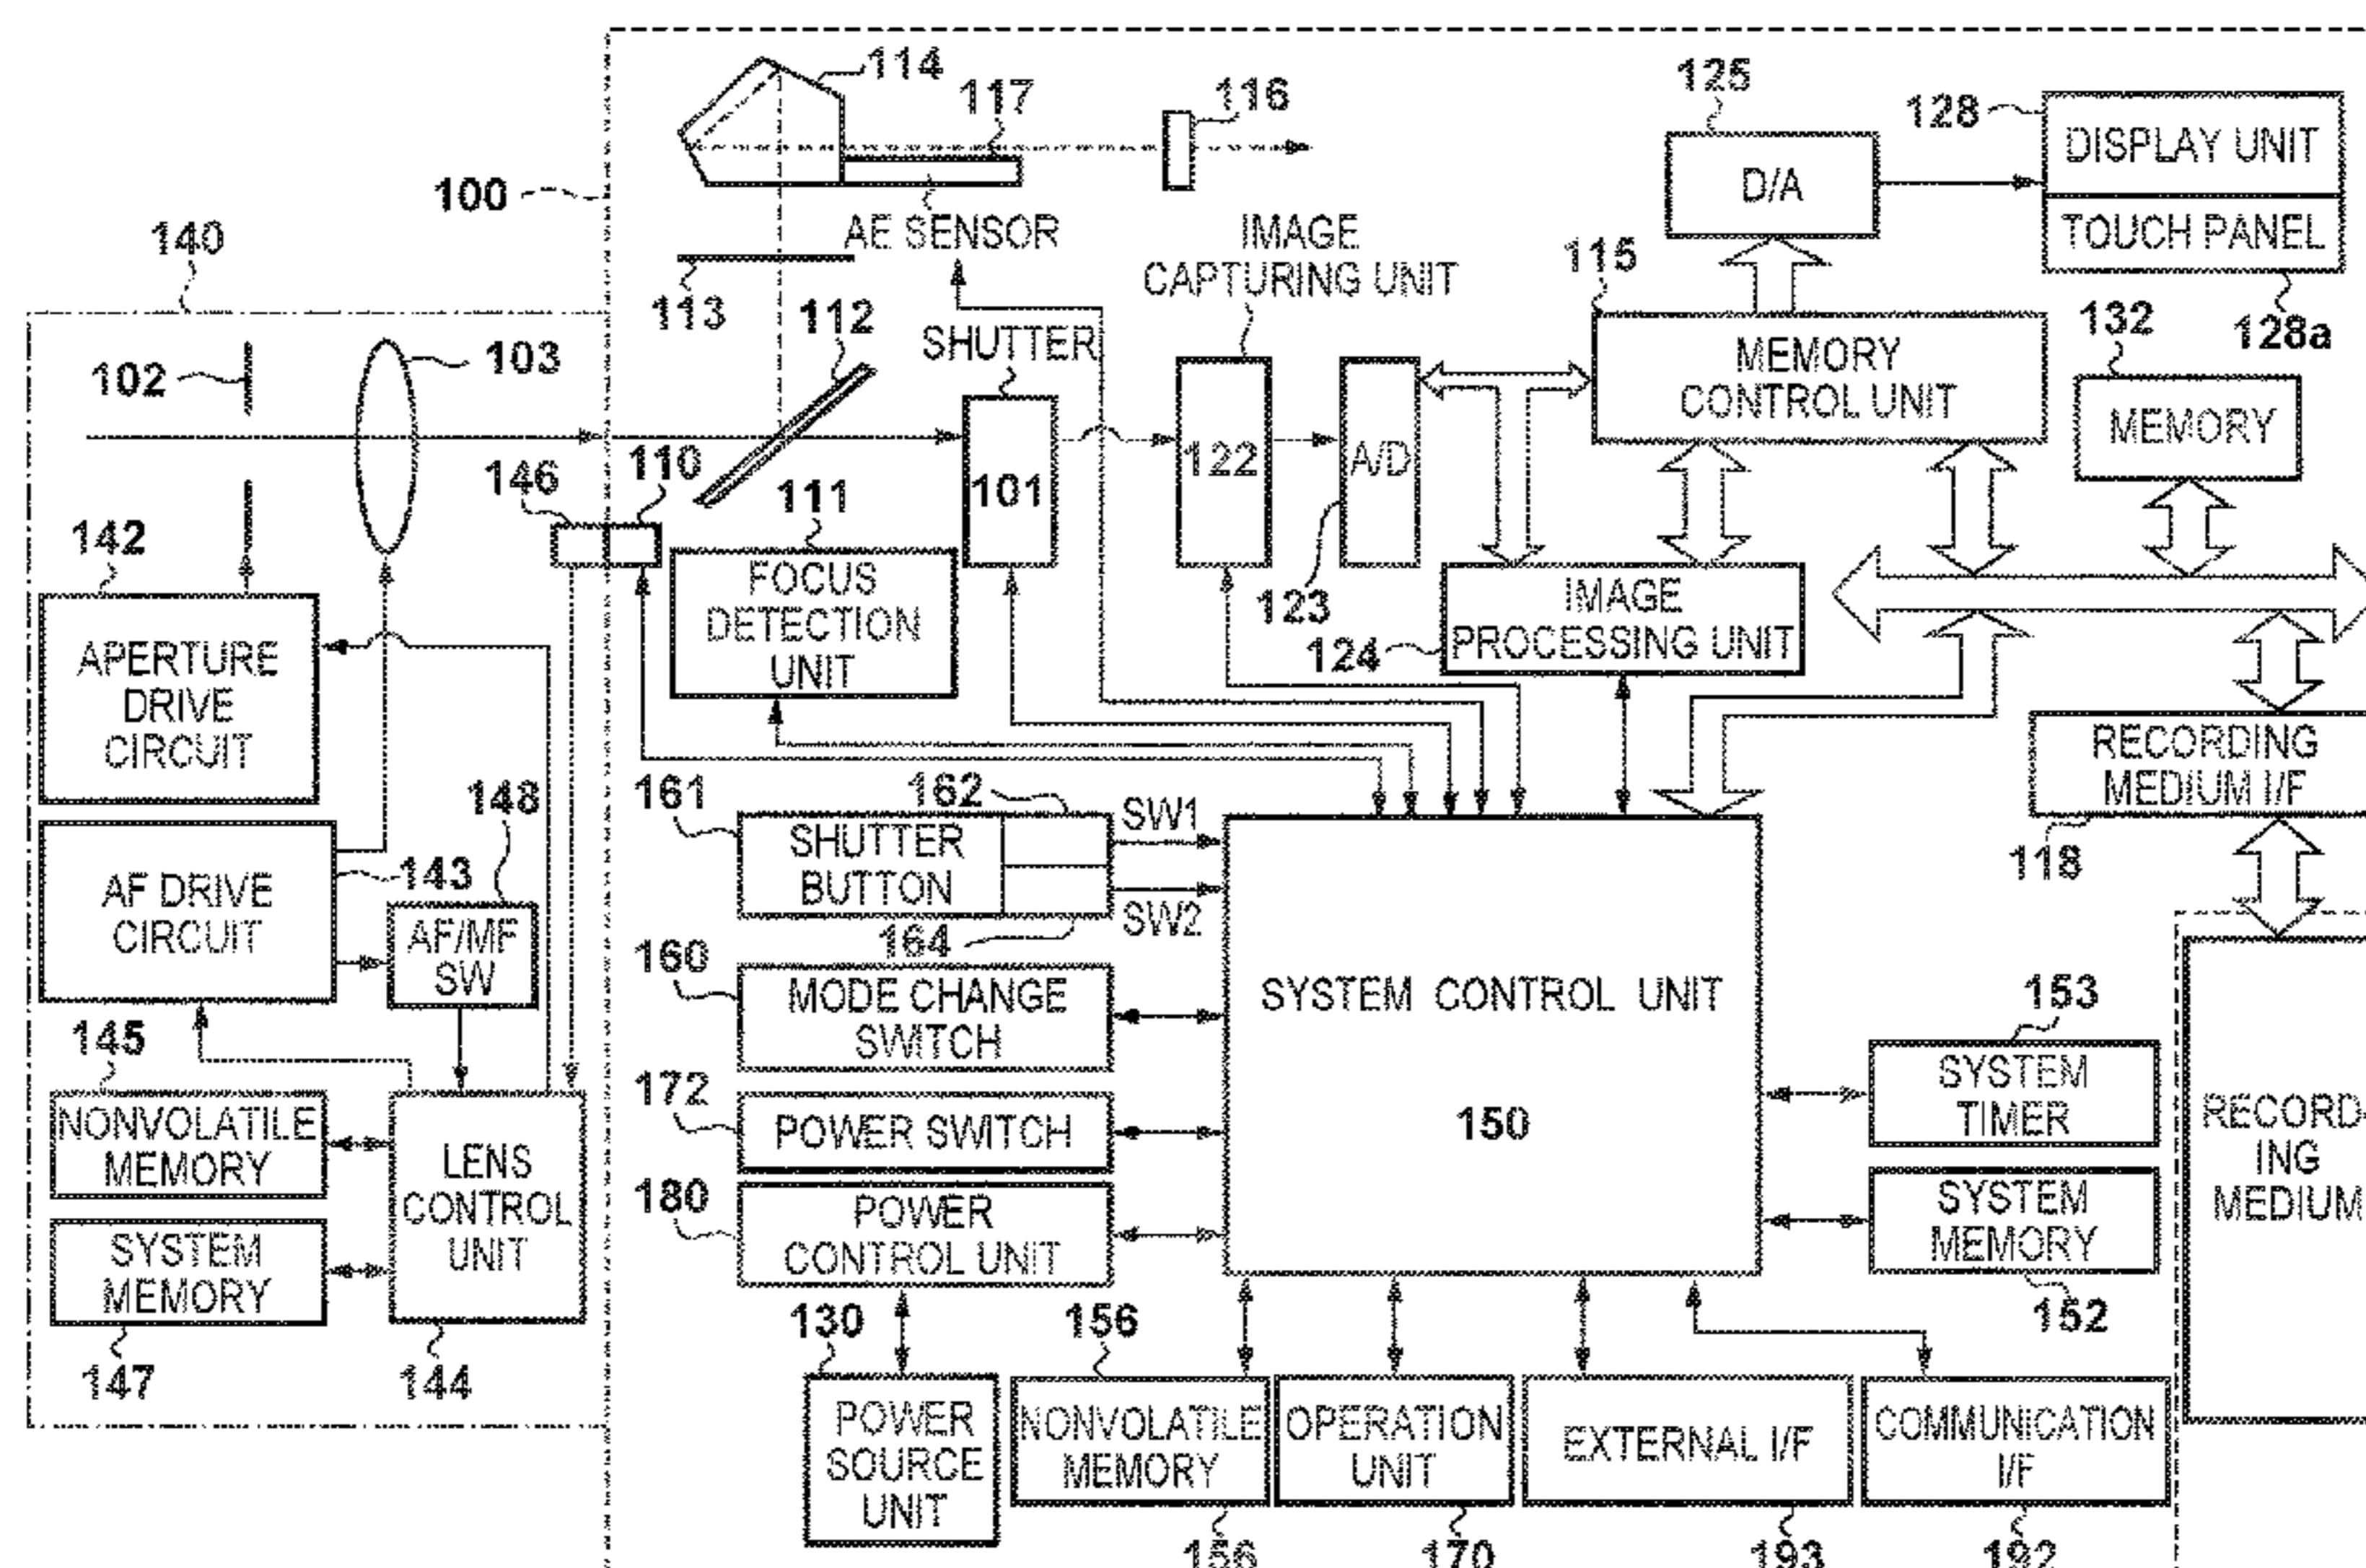 114
117
116
125
128
DISPLAY UNIT
D/A
100
AE SENSOR
IMAGE
CAPTURING UNIT
TOUCH PANEL
140
115
113
112
SHUTTER
132
128a
102
103
MEMORY
CONTROL UNIT
MEMORY
146
110
111
101
122
A/D
142
FOCUS
DETECTION
UNIT
123
IMAGE
PROCESSING UNIT
124
APERTURE
DRIVE
CIRCUIT
RECORDING
MEDIUM I/F
148
161
162
SW1
SHUTTER
BUTTON
118
143
AF DRIVE
CIRCUIT
AF/MF
SW
164
SW2
160
MODE CHANGE
SWITCH
SYSTEM CONTROL UNIT
150
153
145
SYSTEM
TIMER
NONVOLATILE
MEMORY
172
POWER SWITCH
RECORD-
ING
MEDIUM
LENS
CONTROL
UNIT
180
POWER
CONTROL UNIT
SYSTEM
MEMORY
SYSTEM
MEMORY
152
147
144
130
156
POWER
SOURCE
UNIT
NONVOLATILE
MEMORY
OPERATION
UNIT
EXTERNAL I/F
COMMUNICATION
I/F
156
170
193
192